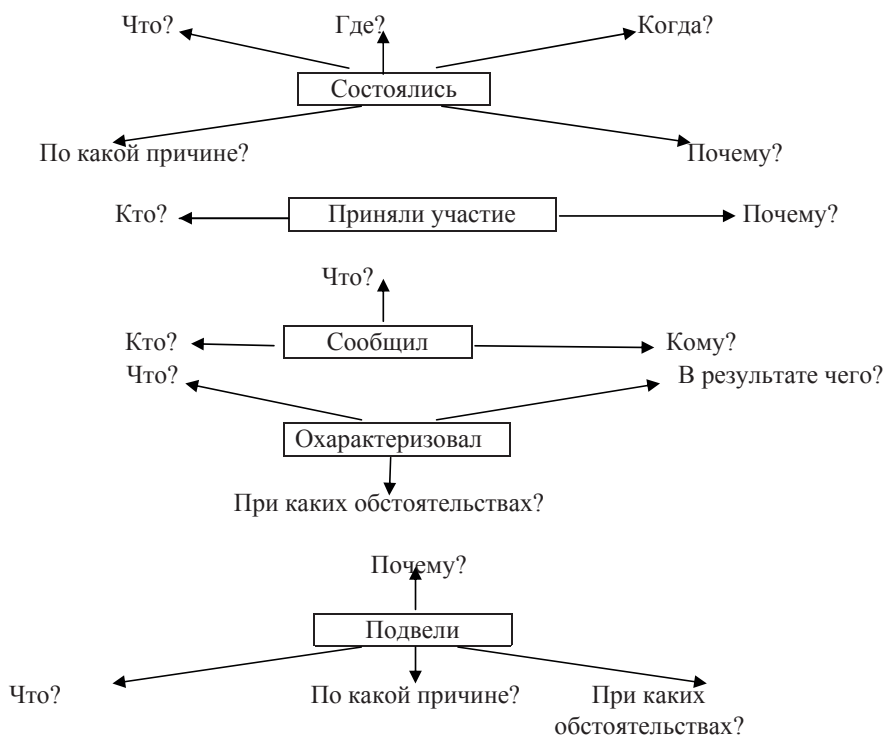 Что? Где? Когда?
Состоялись
По какой причине? Почему?
Кто? Приняли участие Почему?
Что?
Кто? Сообщил Кому?
Что? В результате чего?
Охарактеризовал
При каких обстоятельствах?
Почему?
Подвели
Что? По какой причине? При каких
обстоятельствах?